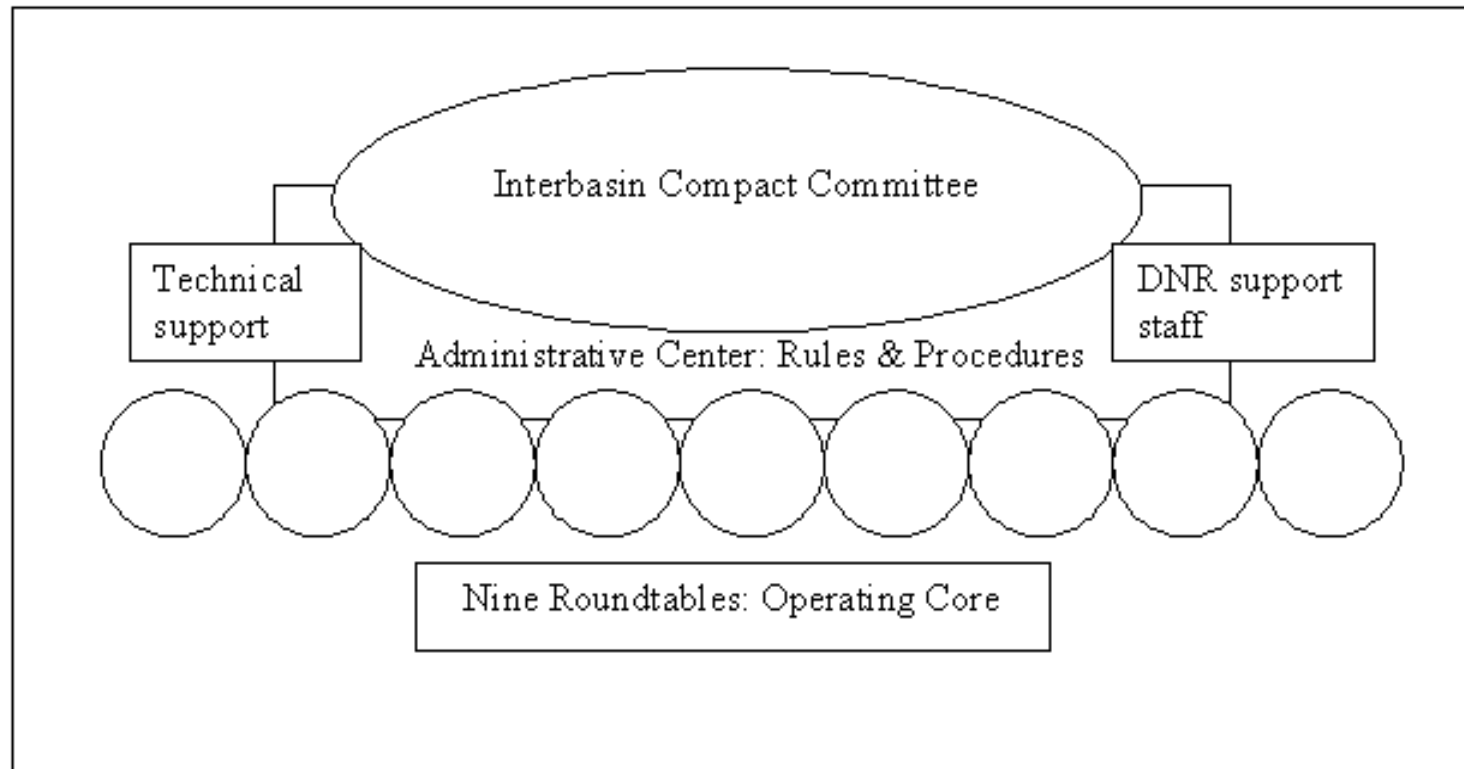 Interbasin Compact Committee
Technical
support
DNR support
staff
Administrative Center: Rules & Procedures
Nine Roundtables: Operating Core